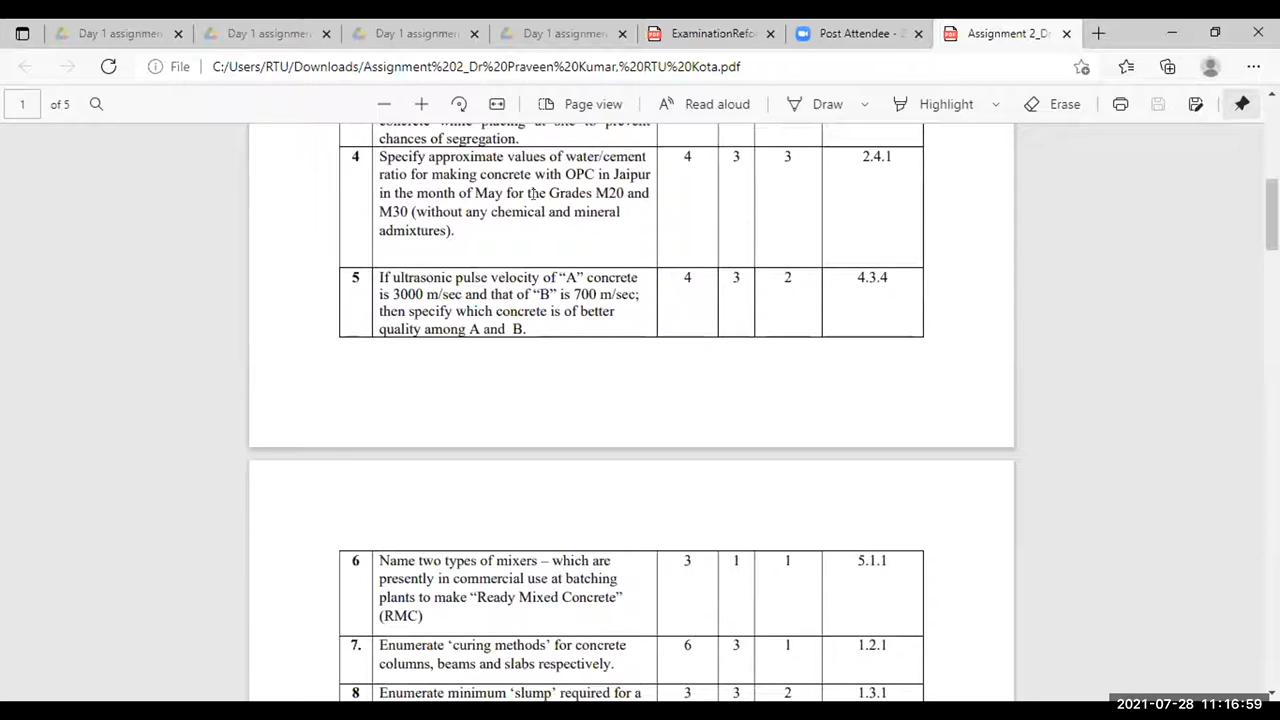 Day 1 assignmen
Day 1 assignmen
Day 1 assignmen
Day 1 assignmen
ExaminationRefo
Post Attendee - Z
Assignment 2_Dr
File
C:/Users/RTU/Downloads/Assignment%202_Dr%20Praveen%20Kumar,%20RTU%20Kota.pdf
1 of 5
Page view
Read aloud
Draw
Highlight
Erase
concrete while placing at site to prevent
chances of segregation.
4 Specify approximate values of water/cement 4 3 3 2.4.1
ratio for making concrete with OPC in Jaipur
in the month of May for the Grades M20 and
M30 (without any chemical and mineral
admixtures).
5 If ultrasonic pulse velocity of “A” concrete 4 3 2 4.3.4
is 3000 m/sec and that of “B” is 700 m/sec;
then specify which concrete is of better
quality among A and B.
6 Name two types of mixers – which are 3 1 1 5.1.1
presently in commercial use at batching
plants to make “Ready Mixed Concrete”
(RMC)
7. Enumerate ‘curing methods’ for concrete 6 3 1 1.2.1
columns, beams and slabs respectively.
8 Enumerate minimum ‘slump’ required for a 3 3 2 1.3.1
2021-07-28 11:16:59